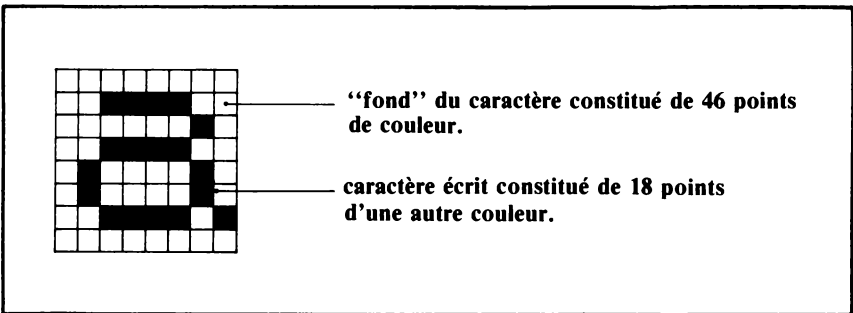 “fond” du caractère constitué de 46 points
de couleur.
caractère écrit constitué de 18 points
d’une autre couleur.